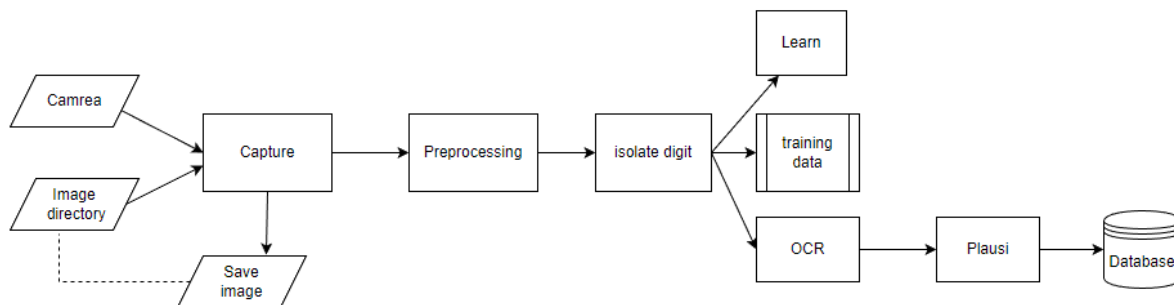 Learn
Camrea
Capture
Preprocessing
isolate digit
training
data
Image
directory
OCR
Plausi
Database
Save
image